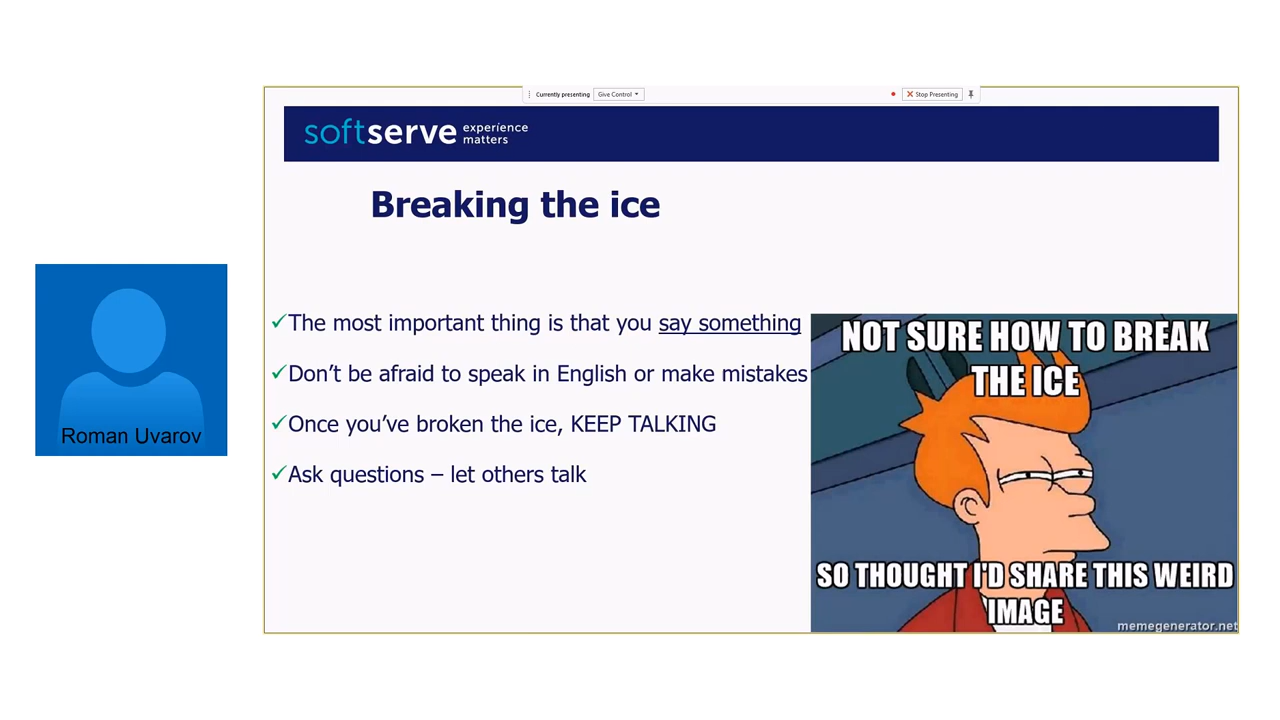 Currently presenting Give Control Stop Presenting
softserve experience matters
Breaking the ice
✓The most important thing is that you say something
✓Don’t be afraid to speak in English or make mistakes
✓Once you’ve broken the ice, KEEP TALKING
✓Ask questions – let others talk
Roman Uvarov
NOT SURE HOW TO BREAK
THE ICE
SO THOUGHT I'D SHARE THIS WEIRD
IMAGE
memegenerator.net